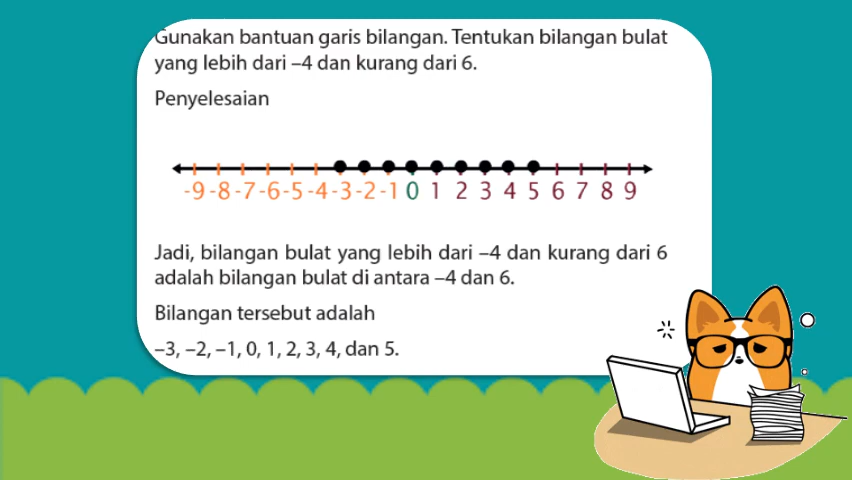 Gunakan bantuan garis bilangan. Tentukan bilangan bulat
yang lebih dari –4 dan kurang dari 6.
Penyelesaian
-9 -8 -7 -6 -5 -4 -3 -2 -1 0 1 2 3 4 5 6 7 8 9
Jadi, bilangan bulat yang lebih dari –4 dan kurang dari 6
adalah bilangan bulat di antara –4 dan 6.
Bilangan tersebut adalah
–3, –2, –1, 0, 1, 2, 3, 4, dan 5.